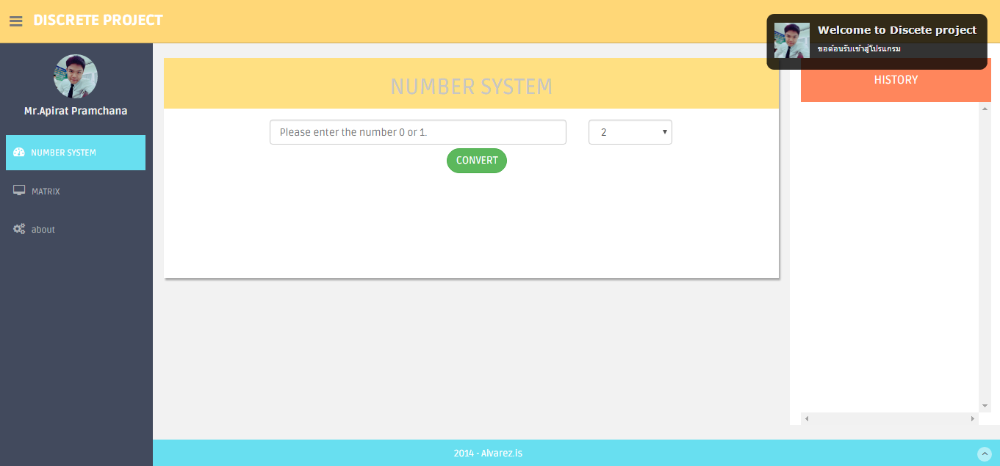 DISCRETE PROJECT
Welcome to Discete project
ขอต้อนรับเข้าสู่โปรแกรม
Mr.Apirat Pramchana
NUMBER SYSTEM
MATRIX
about
NUMBER SYSTEM
Please enter the number 0 or 1.
2
CONVERT
HISTORY
2014 - Alvarez.is